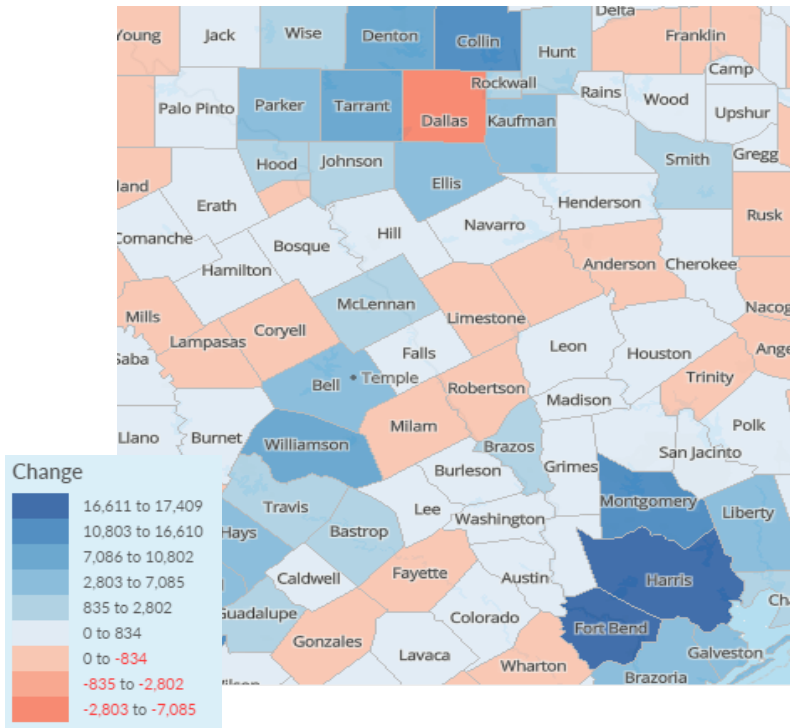 Delta
Young
Jack
Wise
Denton
Collin
Hunt
Franklin
Camp
Rockwall
Rains
Wood
Upshur
Palo Pinto
Parker
Tarrant
Dallas
Kaufman
Gregg
Hood
Johnson
Smith
land
Ellis
Erath
Henderson
Rusk
Comanche
Bosque
Hill
Navarro
Hamilton
Anderson
Cherokee
McLennan
Nacog
Mills
Limestone
Coryell
Lampasas
Saba
Falls
Leon
Houston
Ange
Bell
Temple
Robertson
Trinity
Madison
Llano
Burnet
Williamson
Milam
Brazos
Polk
San Jacinto
Grimes
Burleson
Montgomery
Liberty
Travis
Lee
Washington
Hays
Bastrop
Fayette
Caldwell
Austin
Harris
Cha
Guadalupe
Colorado
Fort Bend
Gonzales
Lavaca
Wharton
Galveston
Brazoria
Wilson
Change
16,611 to 17,409
10,803 to 16,610
7,086 to 10,802
2,803 to 7,085
835 to 2,802
0 to 834
0 to -834
-835 to -2,802
-2,803 to -7,085